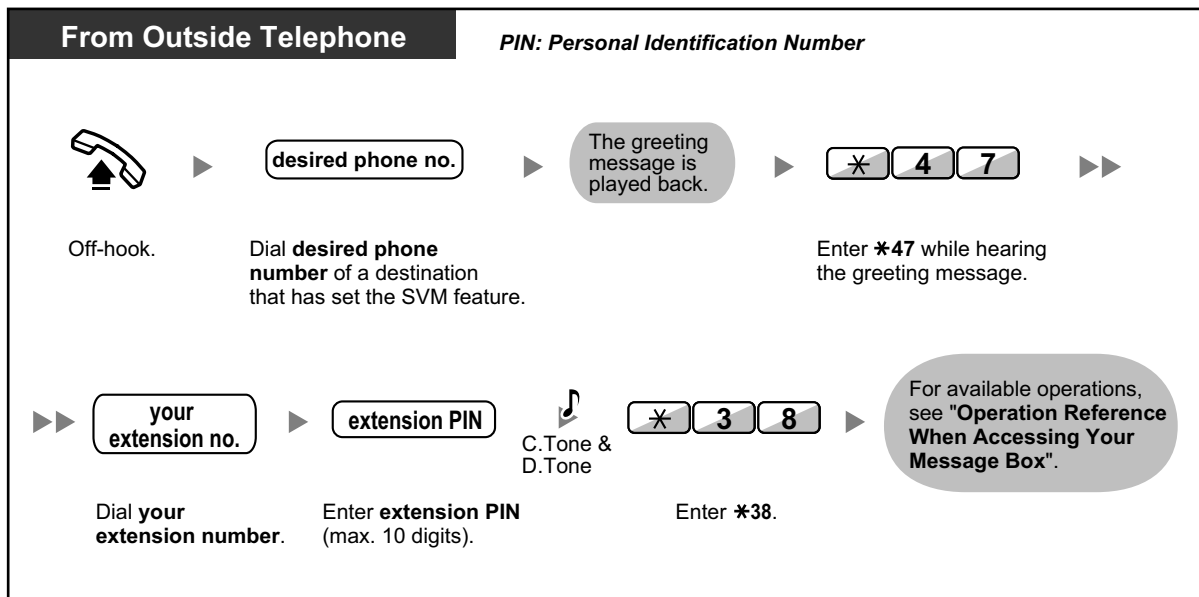 From Outside Telephone
PIN: Personal Identification Number
desired phone no.
The greeting
message is
played back.
* 4 7
Off-hook.
Dial desired phone
number of a destination
that has set the SVM feature.
Enter *47 while hearing
the greeting message.
your
extension no.
extension PIN
C.Tone &
D.Tone
* 3 8
For available operations,
see "Operation Reference
When Accessing Your
Message Box".
Dial your
extension number.
Enter extension PIN
(max. 10 digits).
Enter *38.